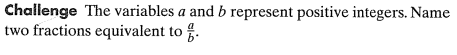 Challenge The variables a and b represent positive integers. Name
two fractions equivalent to a/b.